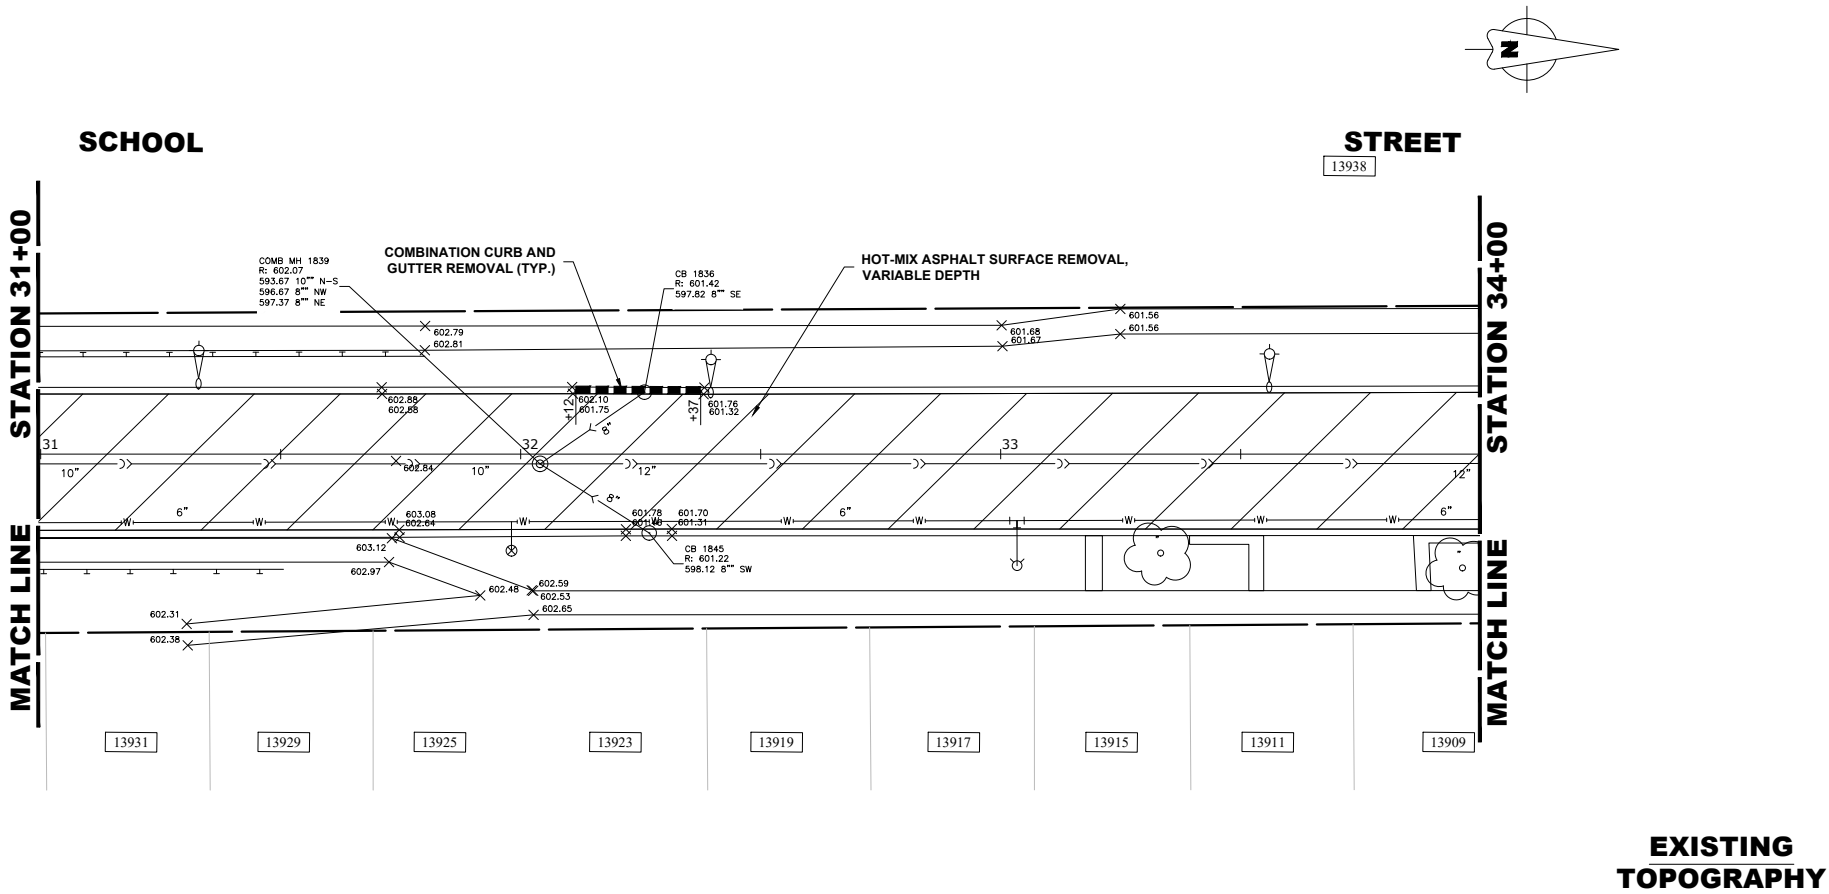 N
SCHOOL
STREET
13938
STATION 31+00
STATION 34+00
COMB MH 1839
R: 602.07
593.67 10"" N-S
596.67 8"" NW
597.37 8"" NE
COMBINATION CURB AND
GUTTER REMOVAL (TYP.)
CB 1836
R: 601.42
597.82 8"" SE
HOT-MIX ASPHALT SURFACE REMOVAL,
VARIABLE DEPTH
602.79
602.81
601.68
601.67
601.56
601.56
602.88
602.58
+12
602.10
601.75
+37
601.76
601.32
8"
31
32
33
10"
602.84
10"
12"
12"
8"
6"
603.08
602.64
601.78
601.70
601.31
6"
6"
W W W W W W W W W W
603.12
602.97
CB 1845
R: 601.22
598.12 8"" SW
602.48
602.59
602.53
602.65
602.31
602.38
MATCH LINE
MATCH LINE
13931
13929
13925
13923
13919
13917
13915
13911
13909
EXISTING
TOPOGRAPHY